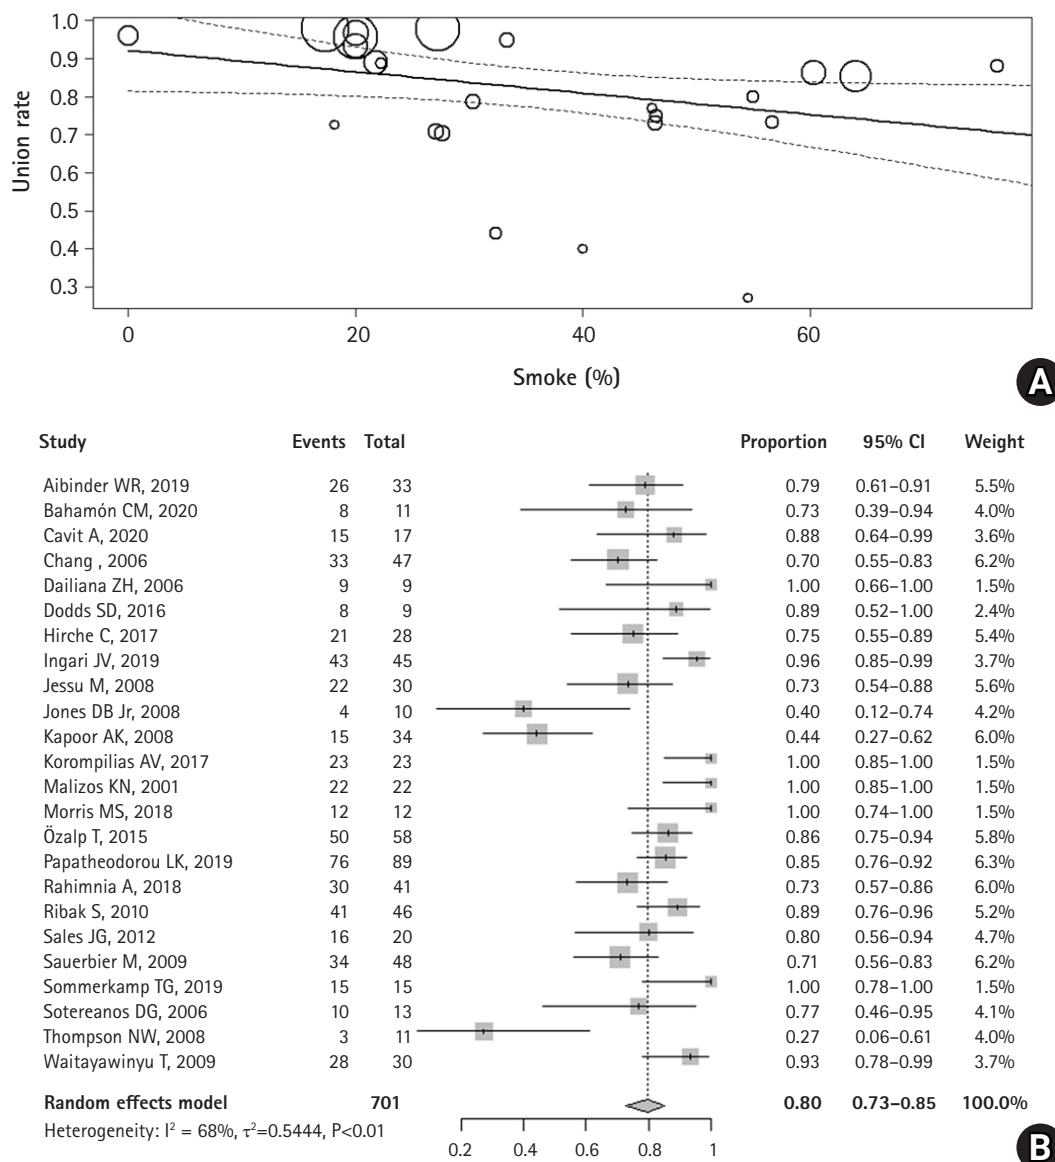 1.0
0.9
0.8
0.7
0.6
0.5
0.4
0.3
Union rate
0 20 40 60
Smoke (%)
A
Study Events Total Proportion 95% CI Weight
Aibinder WR, 2019 26 33 0.79 0.61–0.91 5.5%
Bahamón CM, 2020 8 11 0.73 0.39–0.94 4.0%
Cavit A, 2020 15 17 0.88 0.64–0.99 3.6%
Chang , 2006 33 47 0.70 0.55–0.83 6.2%
Dailiana ZH, 2006 9 9 1.00 0.66–1.00 1.5%
Dodds SD, 2016 8 9 0.89 0.52–1.00 2.4%
Hirche C, 2017 21 28 0.75 0.55–0.89 5.4%
Ingari JV, 2019 43 45 0.96 0.85–0.99 3.7%
Jessu M, 2008 22 30 0.73 0.54–0.88 5.6%
Jones DB Jr, 2008 4 10 0.40 0.12–0.74 4.2%
Kapoor AK, 2008 15 34 0.44 0.27–0.62 6.0%
Korompilias AV, 2017 23 23 1.00 0.85–1.00 1.5%
Malizos KN, 2001 22 22 1.00 0.85–1.00 1.5%
Morris MS, 2018 12 12 1.00 0.74–1.00 1.5%
Özalp T, 2015 50 58 0.86 0.75–0.94 5.8%
Papatheodorou LK, 2019 76 89 0.85 0.76–0.92 6.3%
Rahimnia A, 2018 30 41 0.73 0.57–0.86 6.0%
Ribak S, 2010 41 46 0.89 0.76–0.96 5.2%
Sales JG, 2012 16 20 0.80 0.56–0.94 4.7%
Sauerbier M, 2009 34 48 0.71 0.56–0.83 6.2%
Sommerkamp TG, 2019 15 15 1.00 0.78–1.00 1.5%
Sotereanos DG, 2006 10 13 0.77 0.46–0.95 4.1%
Thompson NW, 2008 3 11 0.27 0.06–0.61 4.0%
Waitayawinyu T, 2009 28 30 0.93 0.78–0.99 3.7%
Random effects model 701 0.80 0.73–0.85 100.0%
Heterogeneity: I² = 68%, τ²=0.5444, P<0.01
0.2 0.4 0.6 0.8 1
B